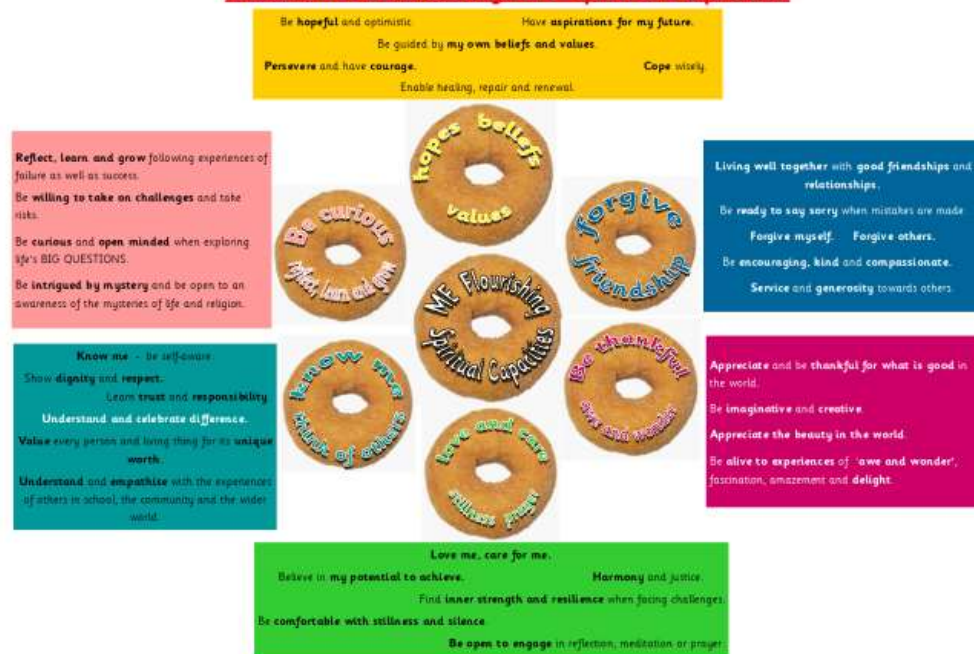 Be hopeful and optimistic. Have aspirations for my future.
Be guided by my own beliefs and values.
Persevere and have courage. Cope wisely.
Enable healing, repair and renewal.
hopes beliefs
values
Reflect, learn and grow following experiences of
failure as well as success.
Be willing to take on challenges and take
risks.
Be curious and open minded when exploring
life's BIG QUESTIONS.
Be intrigued by mystery and be open to an
awareness of the mysteries of life and religion.
Be curious
reflect, learn and grow
forgive
friendship
Living well together with good friendships and
relationships.
Be ready to say sorry when mistakes are made
Forgive myself. Forgive others.
Be encouraging, kind and compassionate.
Service and generosity towards others.
ME Flourishing
Spiritual Capacities
Know me - be self-aware
Show dignity and respect.
Learn trust and responsibility
Understand and celebrate difference.
Value every person and living thing for its unique
worth.
Understand and empathise with the experiences
of others in school, the community and the wider
world.
know me
think of others
Be thankful
awe and wonder
Appreciate and be thankful for what is good in
the world.
Be imaginative and creative.
Appreciate the beauty in the world.
Be alive to experiences of 'awe and wonder',
fascination, amazement and delight.
love and care
stillness prayer
Love me, care for me.
Believe in my potential to achieve. Harmony and justice.
Find inner strength and resilience when facing challenges.
Be comfortable with stillness and silence.
Be open to engage in reflection, meditation or prayer.